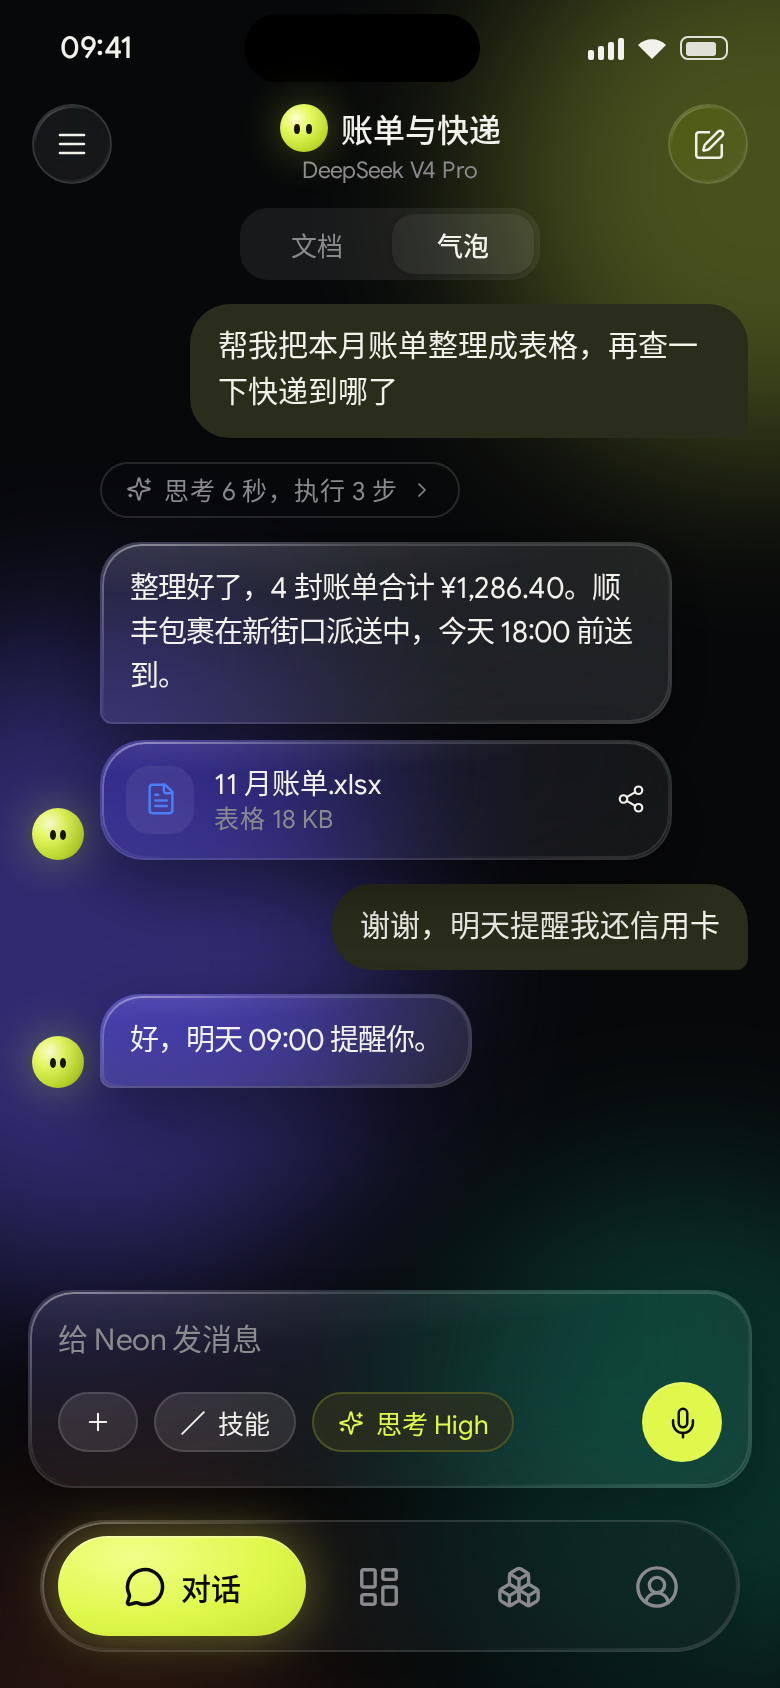 09:41
账单与快递
DeepSeek V4 Pro
文档
气泡
帮我把本月账单整理成表格，再查一
下快递到哪了
思考 6 秒，执行 3 步
整理好了，4 封账单合计 ¥1,286.40。顺
丰包裹在新街口派送中，今天 18:00 前送
到。
11 月账单.xlsx
表格 18 KB
谢谢，明天提醒我还信用卡
好，明天 09:00 提醒你。
给 Neon 发消息
技能
思考 High
对话